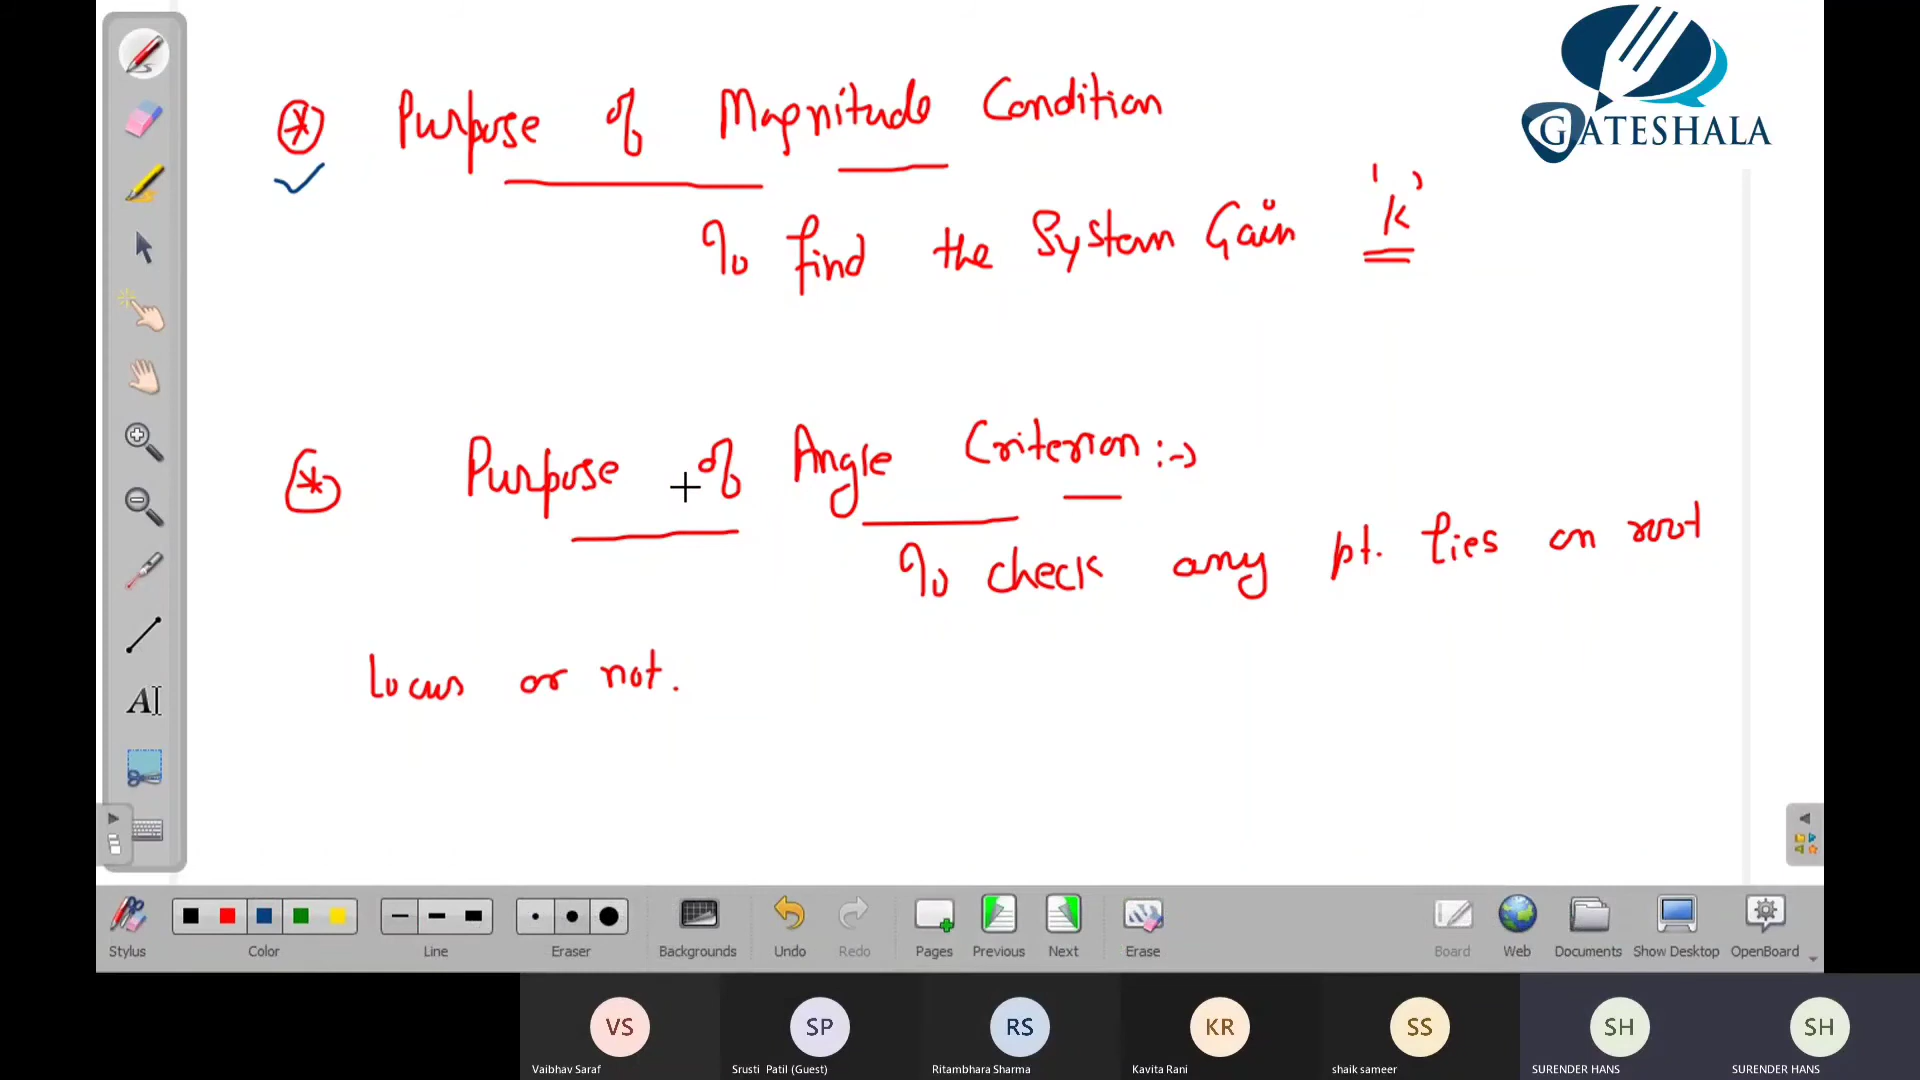 GATESHALA
* Purpose of Magnitude Condition
To find the System Gain 'k'
* Purpose of Angle Criterion :->
To check any pt. lies on root
locus or not.
A
Stylus Color Line Eraser Backgrounds Undo Redo Pages Previous Next Erase Board Web Documents Show Desktop OpenBoard
VS SP RS KR SS SH SH
Vaibhav Saraf Srusti Patil (Guest) Ritambhara Sharma Kavita Rani shaik sameer SURENDER HANS SURENDER HANS